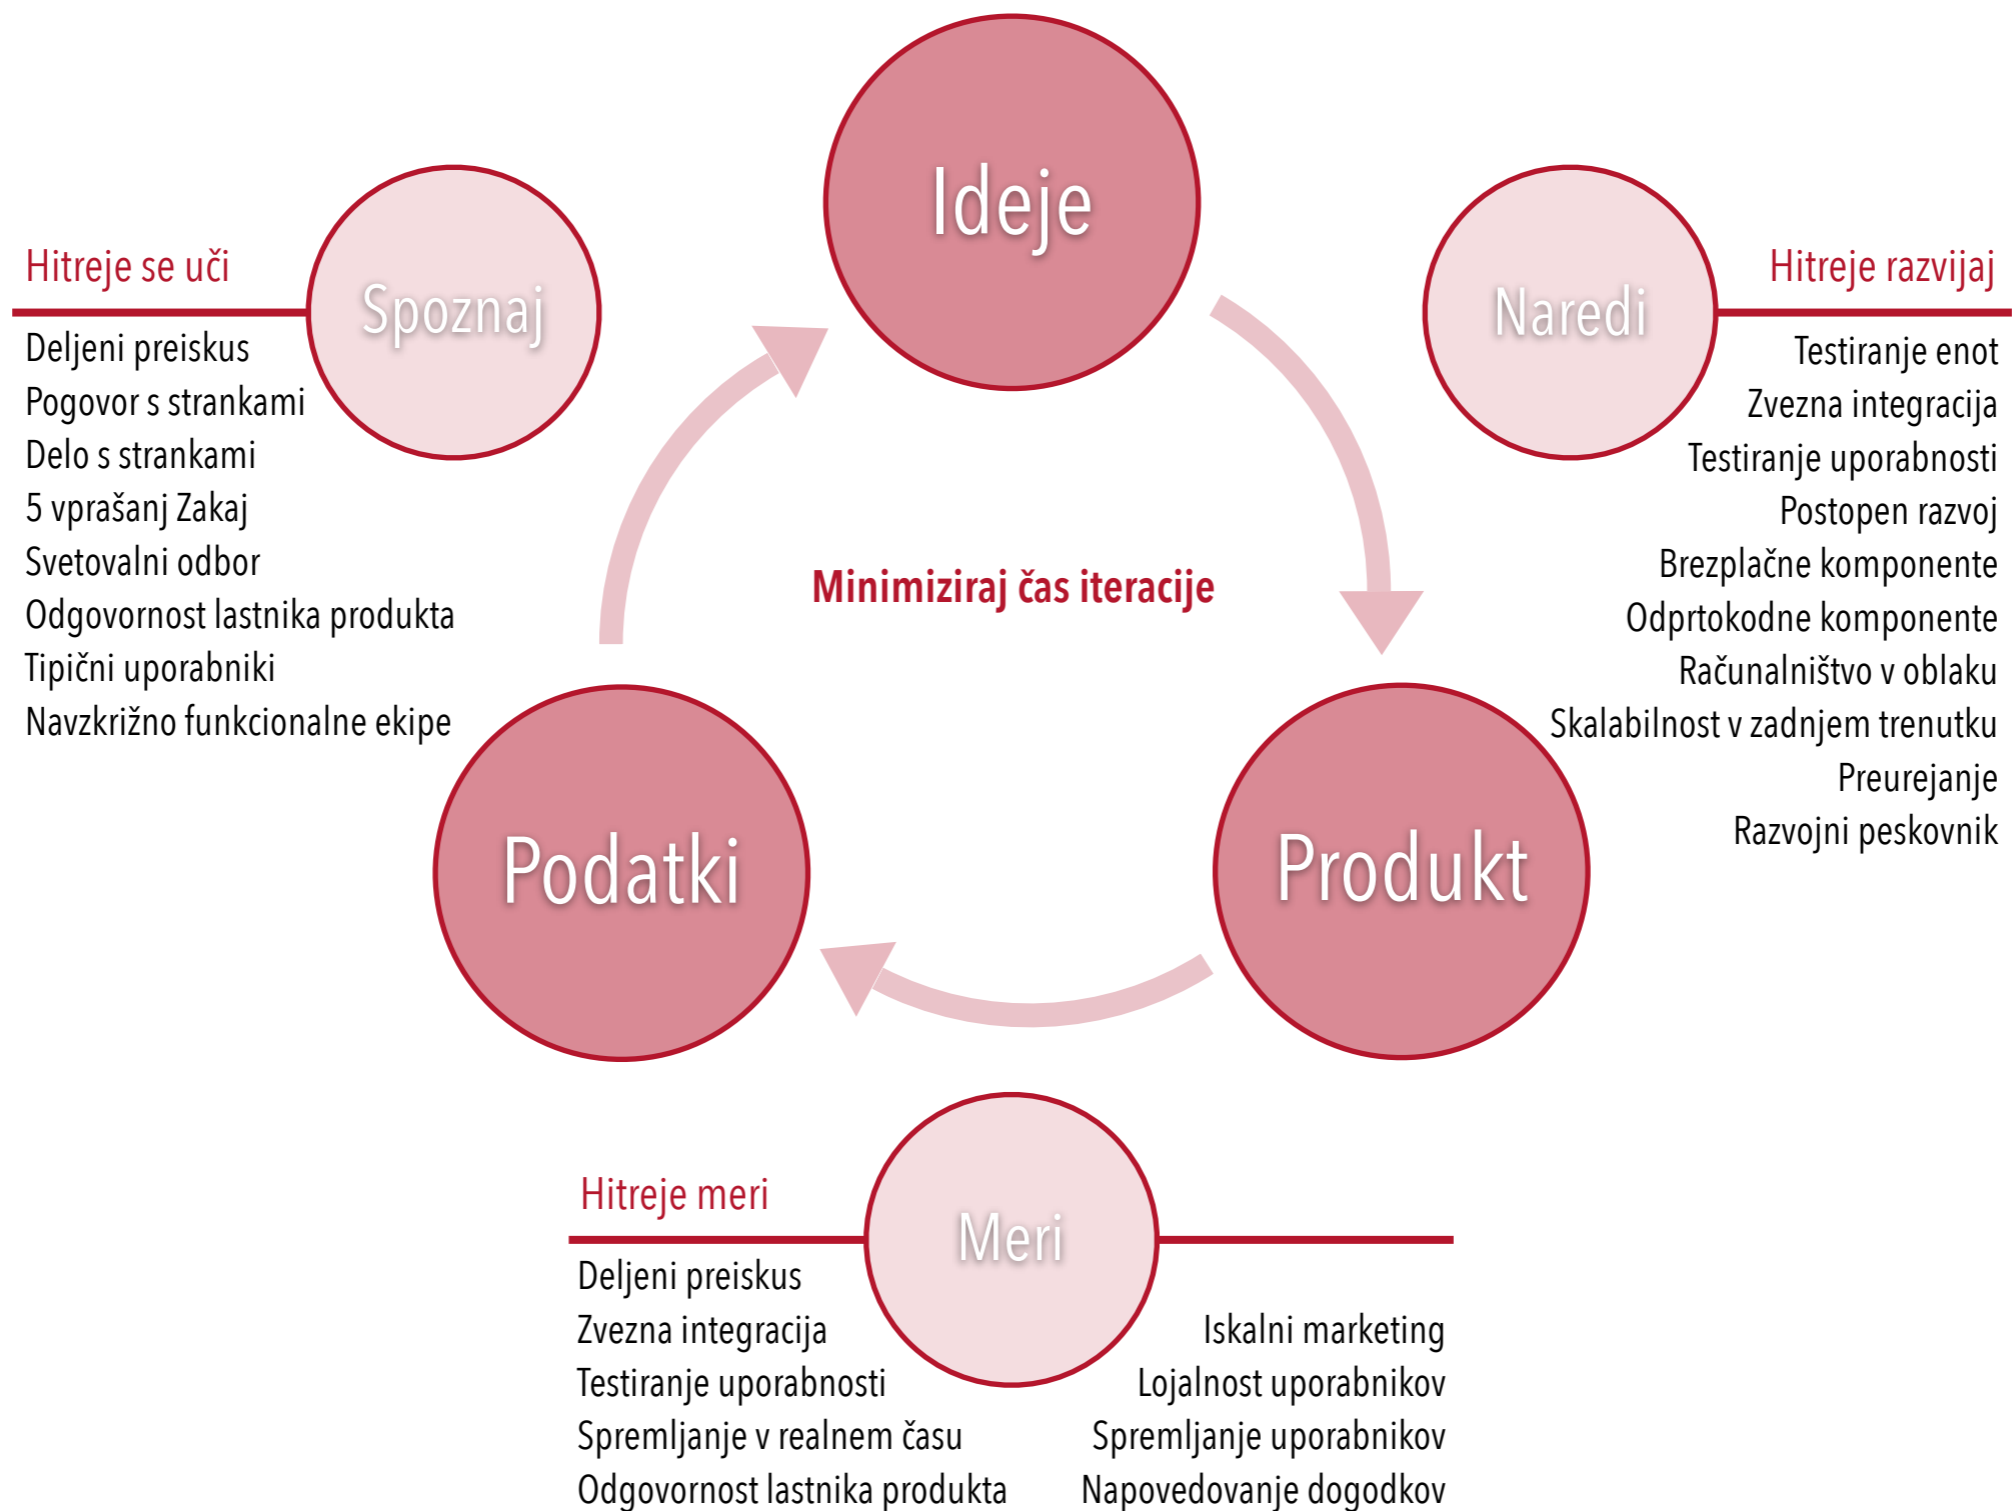 Ideje
Spoznaj
Hitreje se uči
Deljeni preiskus
Pogovor s strankami
Delo s strankami
5 vprašanj Zakaj
Svetovalni odbor
Odgovornost lastnika produkta
Tipični uporabniki
Navzkrižno funkcionalne ekipe
Naredi
Hitreje razvijaj
Testiranje enot
Zvezna integracija
Testiranje uporabnosti
Postopen razvoj
Brezplačne komponente
Odprtokodne komponente
Računalništvo v oblaku
Skalabilnost v zadnjem trenutku
Preurejanje
Razvojni peskovnik
Minimiziraj čas iteracije
Podatki
Produkt
Meri
Hitreje meri
Deljeni preiskus
Zvezna integracija
Testiranje uporabnosti
Spremljanje v realnem času
Odgovornost lastnika produkta
Iskalni marketing
Lojalnost uporabnikov
Spremljanje uporabnikov
Napovedovanje dogodkov